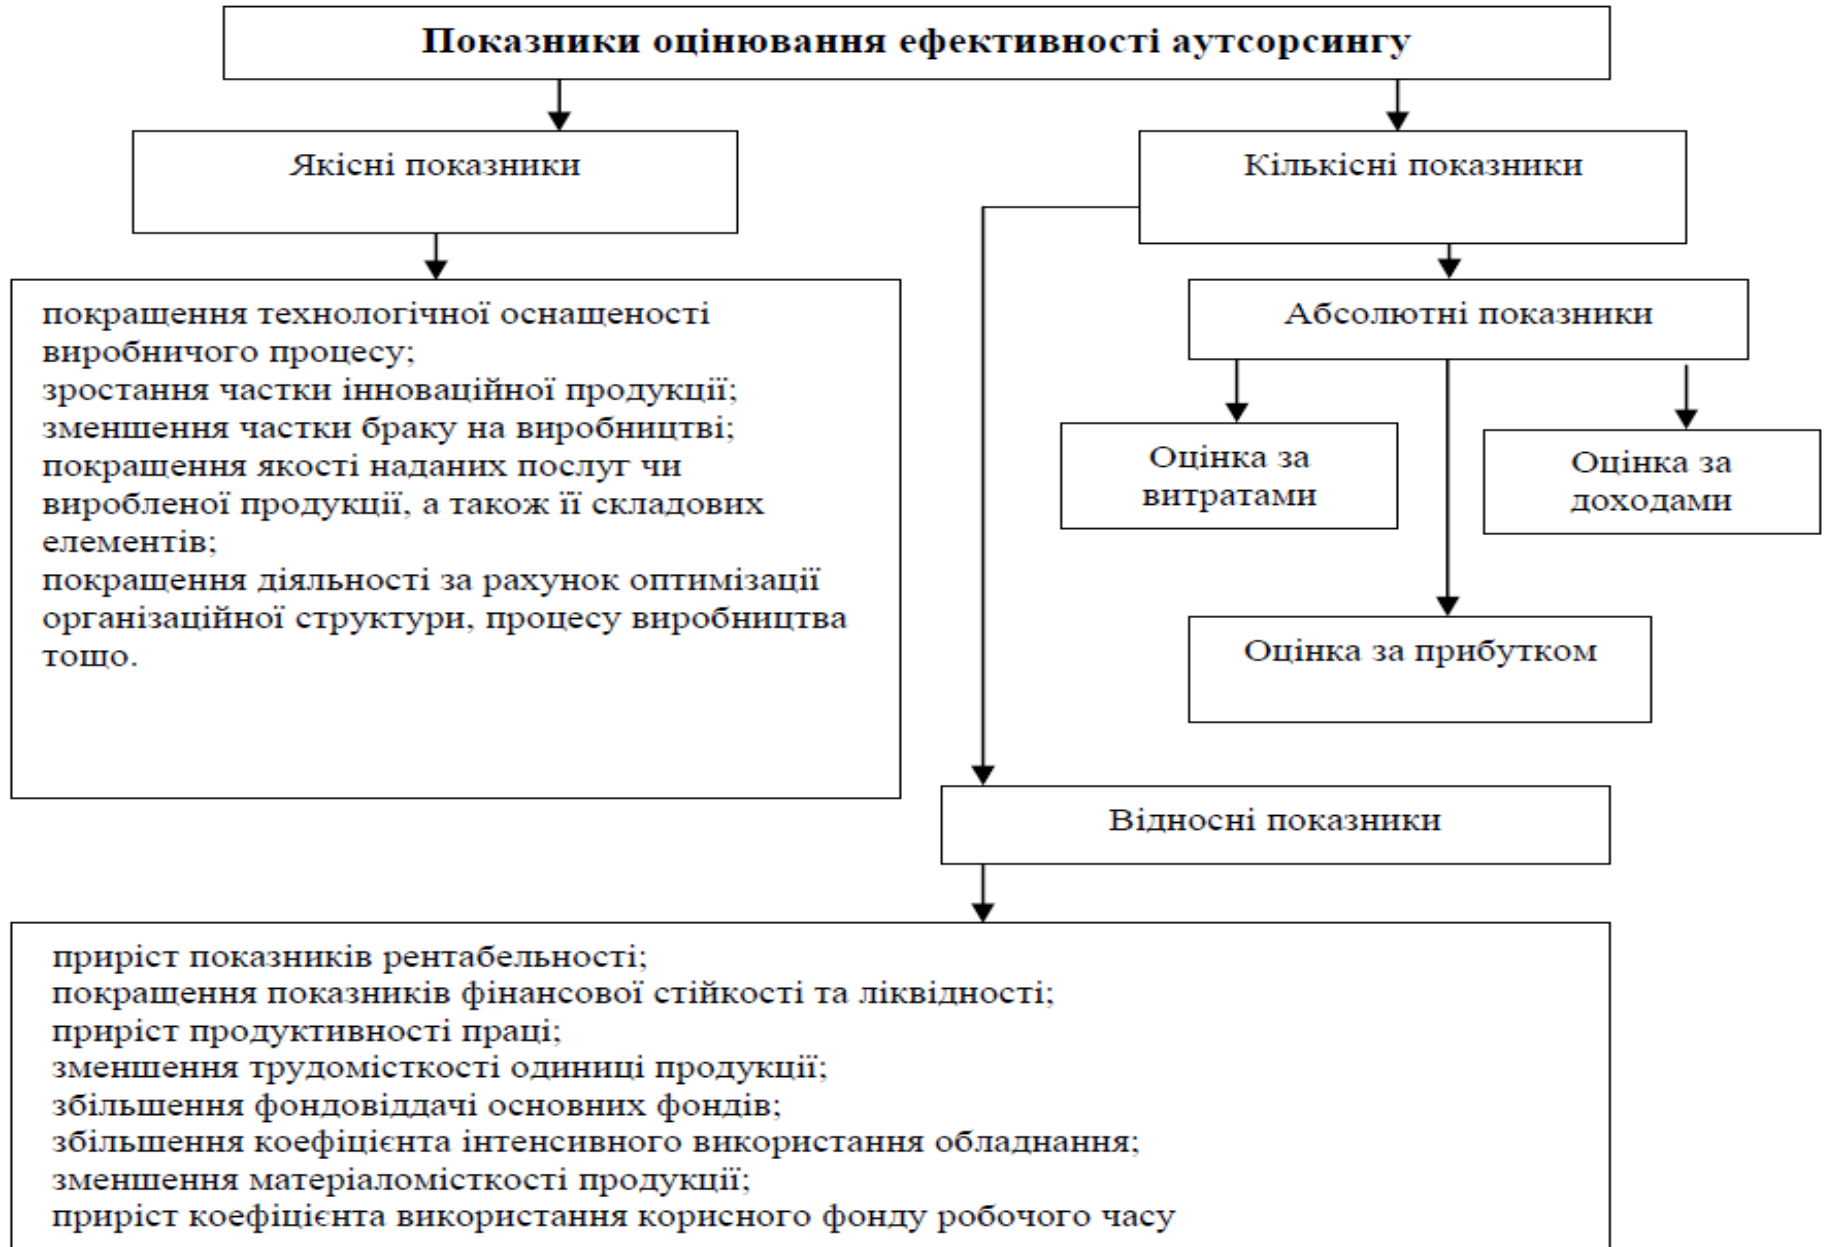 Показники оцінювання ефективності аутсорсингу
Якісні показники
Кількісні показники
покращення технологічної оснащеності
виробничого процесу;
зростання частки інноваційної продукції;
зменшення частки браку на виробництві;
покращення якості наданих послуг чи
виробленої продукції, а також її складових
елементів;
покращення діяльності за рахунок оптимізації
організаційної структури, процесу виробництва
тощо.
Абсолютні показники
Оцінка за
витратами
Оцінка за
доходами
Оцінка за прибутком
Відносні показники
приріст показників рентабельності;
покращення показників фінансової стійкості та ліквідності;
приріст продуктивності праці;
зменшення трудомісткості одиниці продукції;
збільшення фондовіддачі основних фондів;
збільшення коефіцієнта інтенсивного використання обладнання;
зменшення матеріаломісткості продукції;
приріст коефіцієнта використання корисного фонду робочого часу